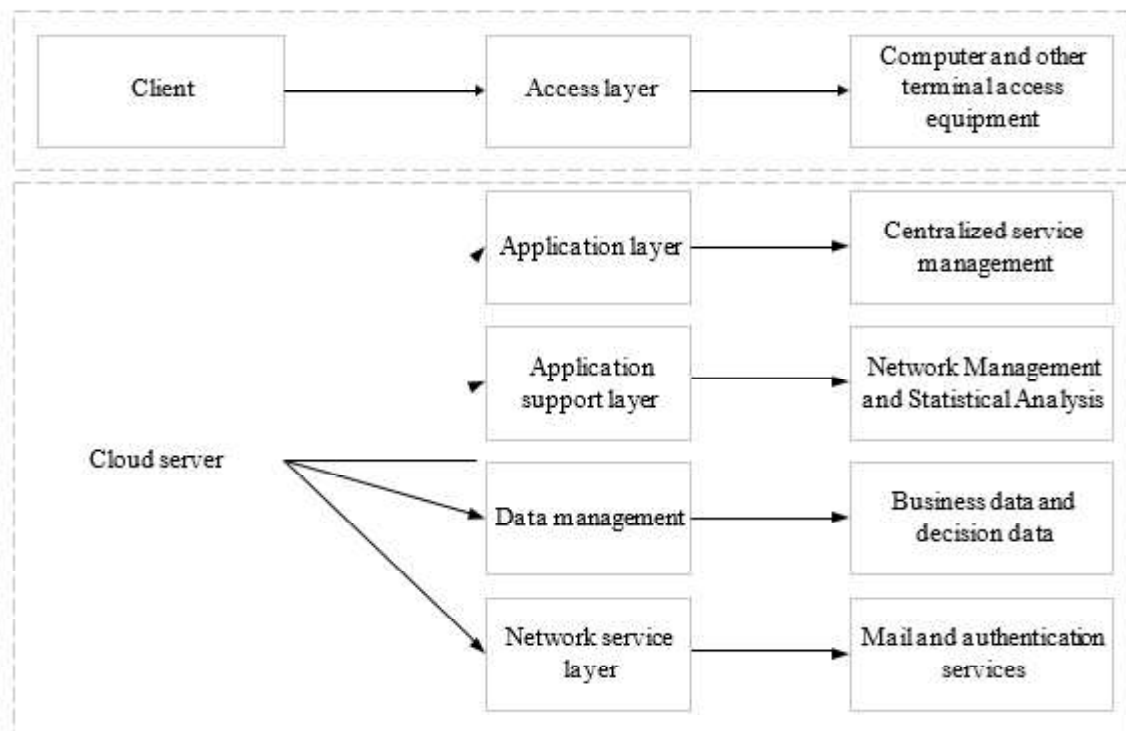 Client
Access layer
Computer and other
terminal access
equipment
Application layer
Centralized service
management
Application
support layer
Network Management
and Statistical Analysis
Cloud server
Data management
Business data and
decision data
Network service
layer
Mail and authentication
services